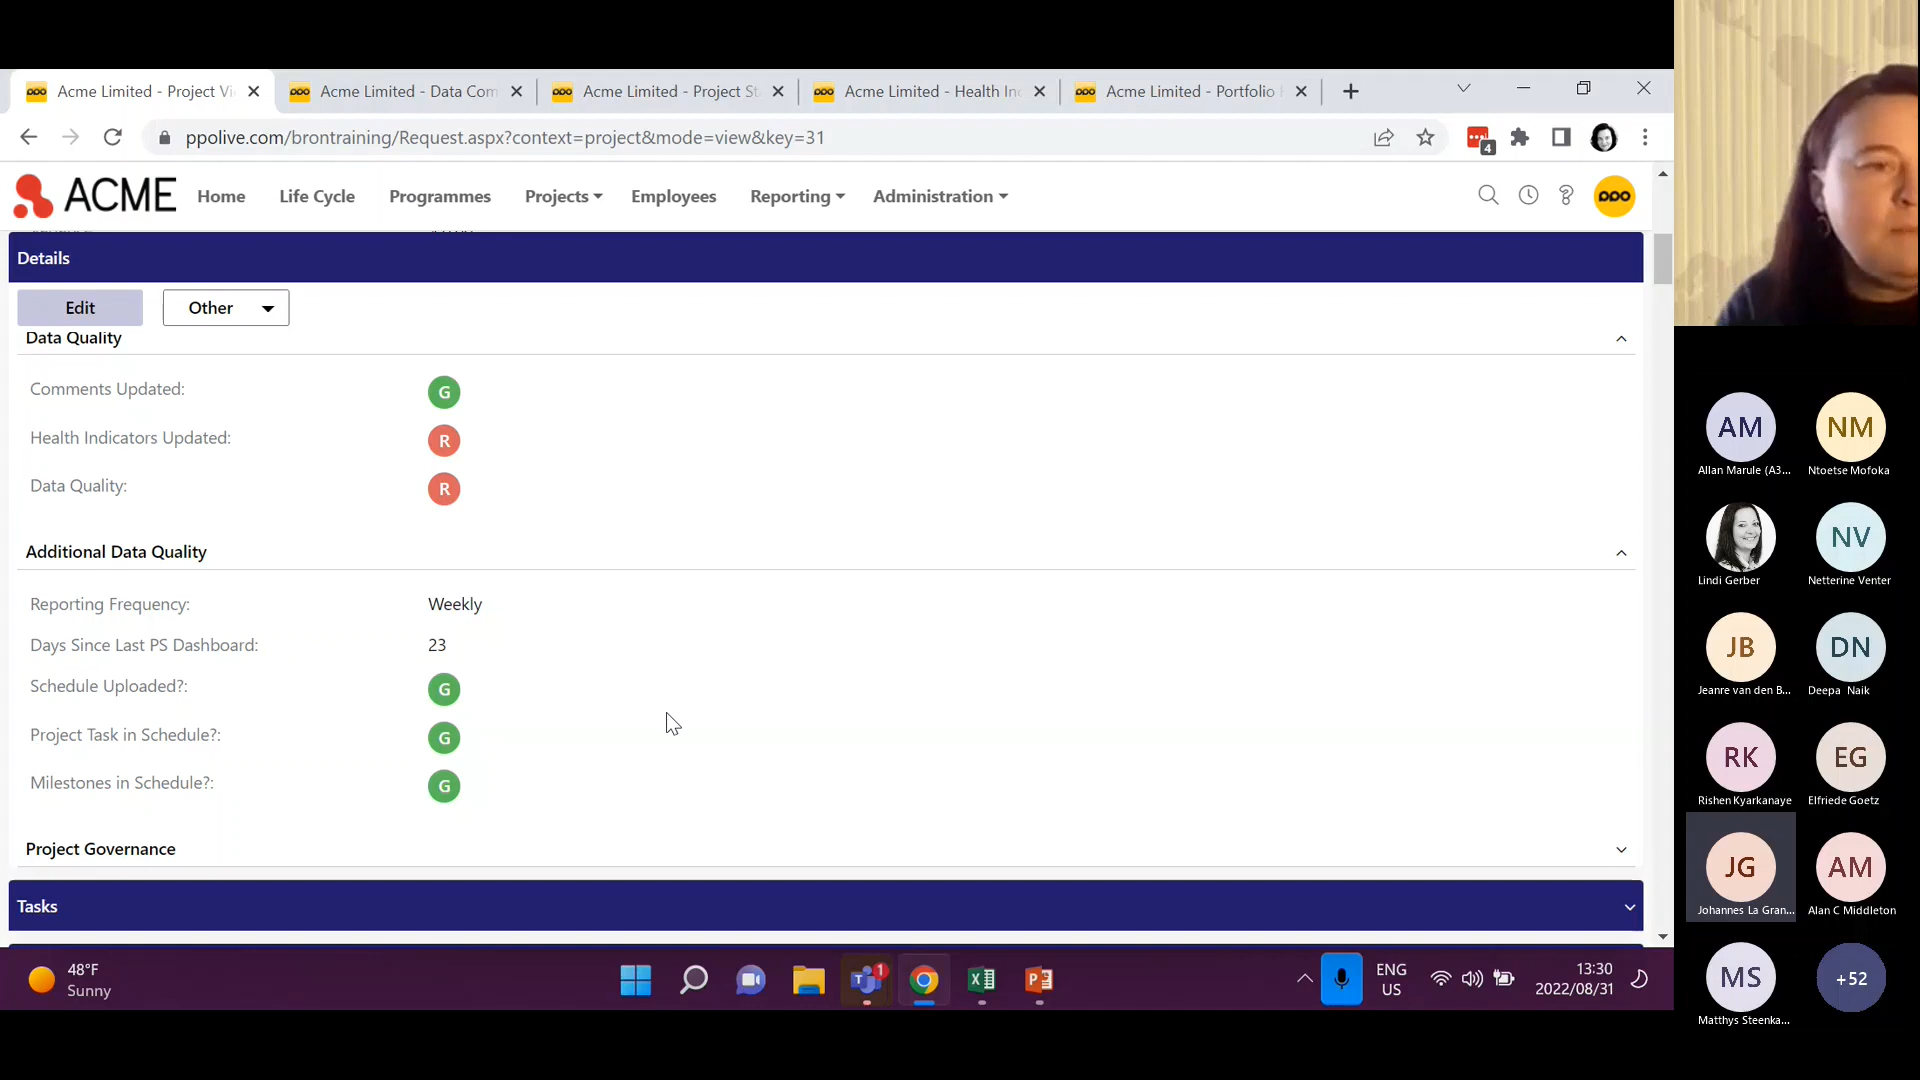 Acme Limited - Project Vi
Acme Limited - Data Com
Acme Limited - Project St
Acme Limited - Health In
Acme Limited - Portfolio
ppolive.com/brontraining/Request.aspx?context=project&mode=view&key=31
4
ACME
Home
Life Cycle
Programmes
Projects
Employees
Reporting
Administration
Details
Edit
Other
Data Quality
Comments Updated: G
Health Indicators Updated: R
Data Quality: R
Additional Data Quality
Reporting Frequency: Weekly
Days Since Last PS Dashboard: 23
Schedule Uploaded?: G
Project Task in Schedule?: G
Milestones in Schedule?: G
Project Governance
Tasks
48°F
Sunny
1
ENG
US
13:30
2022/08/31
AM
Allan Marule (A3...
NM
Ntoetse Mofoka
Lindi Gerber
NV
Netterine Venter
JB
Jeanre van den B...
DN
Deepa Naik
RK
Rishen Kyarkanaye
EG
Elfriede Goetz
JG
Johannes La Gran...
AM
Alan C Middleton
MS
Matthys Steenka...
+52